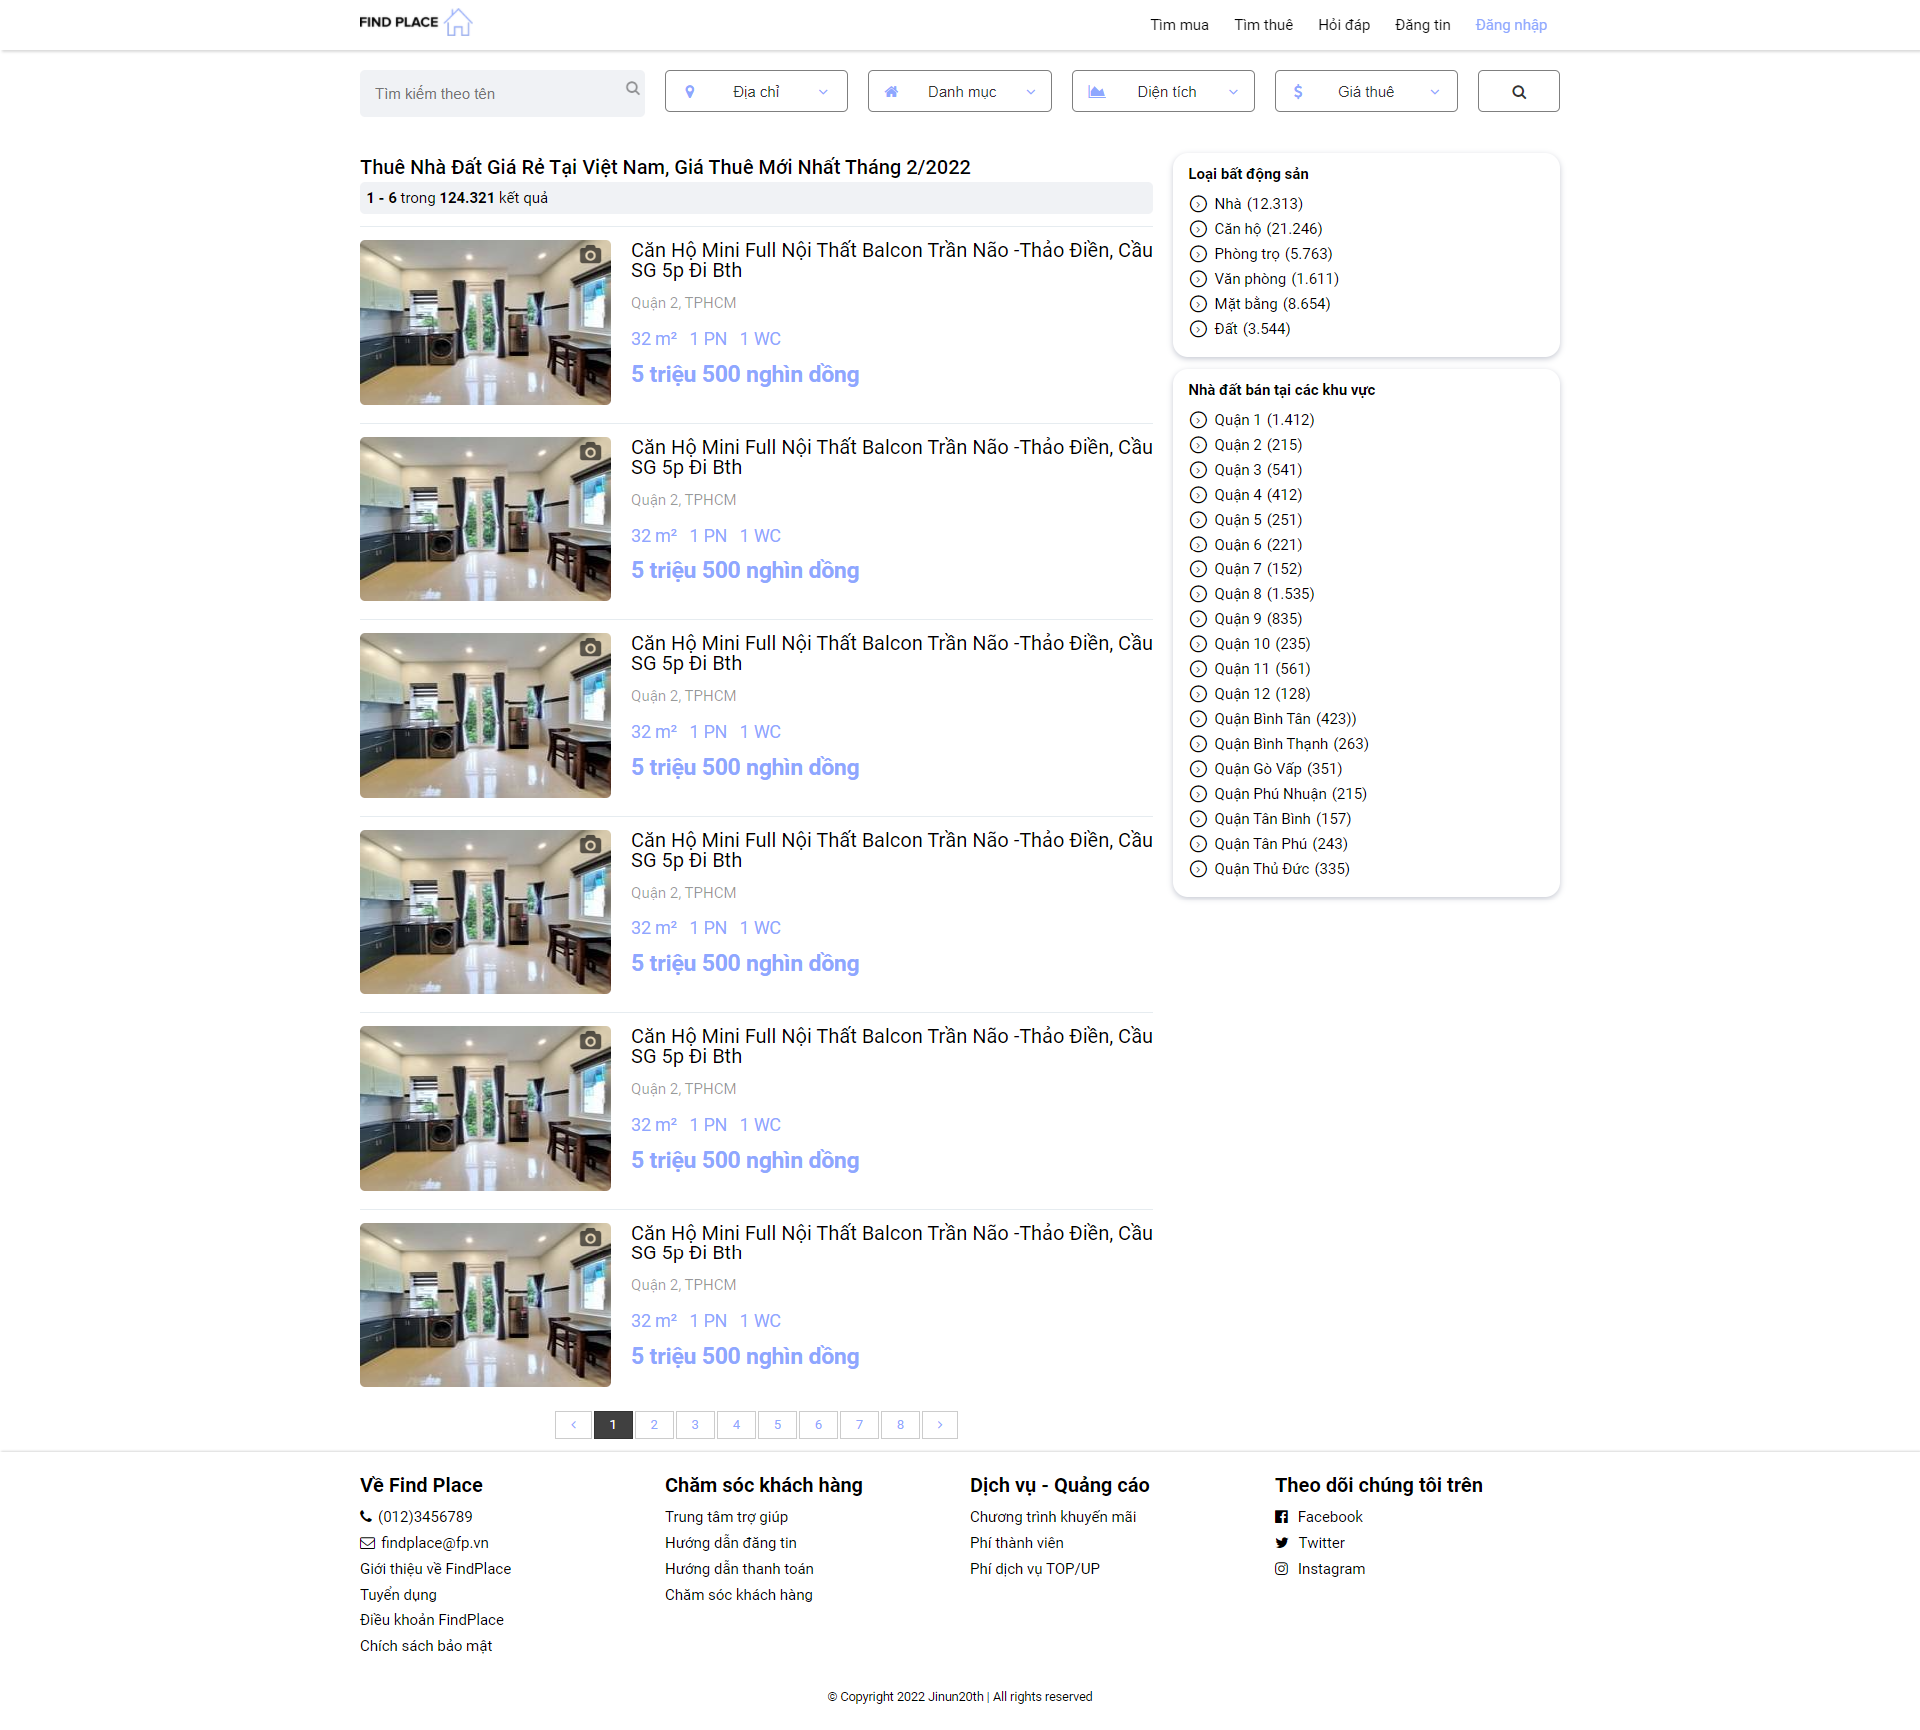 FIND PLACE
Tìm mua Tìm thuê Hỏi đáp Đăng tin Đăng nhập
Tìm kiếm theo tên
Địa chỉ
Danh mục
Diện tích
Giá thuê
Thuê Nhà Đất Giá Rẻ Tại Việt Nam, Giá Thuê Mới Nhất Tháng 2/2022
1 - 6 trong 124.321 kết quả
Căn Hộ Mini Full Nội Thất Balcon Trần Não -Thảo Điền, Cầu
SG 5p Đi Bth
Quận 2, TPHCM
32 m² 1 PN 1 WC
5 triệu 500 nghìn dồng
Căn Hộ Mini Full Nội Thất Balcon Trần Não -Thảo Điền, Cầu
SG 5p Đi Bth
Quận 2, TPHCM
32 m² 1 PN 1 WC
5 triệu 500 nghìn dồng
Căn Hộ Mini Full Nội Thất Balcon Trần Não -Thảo Điền, Cầu
SG 5p Đi Bth
Quận 2, TPHCM
32 m² 1 PN 1 WC
5 triệu 500 nghìn dồng
Căn Hộ Mini Full Nội Thất Balcon Trần Não -Thảo Điền, Cầu
SG 5p Đi Bth
Quận 2, TPHCM
32 m² 1 PN 1 WC
5 triệu 500 nghìn dồng
Căn Hộ Mini Full Nội Thất Balcon Trần Não -Thảo Điền, Cầu
SG 5p Đi Bth
Quận 2, TPHCM
32 m² 1 PN 1 WC
5 triệu 500 nghìn dồng
Căn Hộ Mini Full Nội Thất Balcon Trần Não -Thảo Điền, Cầu
SG 5p Đi Bth
Quận 2, TPHCM
32 m² 1 PN 1 WC
5 triệu 500 nghìn dồng
‹ 1 2 3 4 5 6 7 8 ›
Loại bất động sản
Nhà (12.313)
Căn hộ (21.246)
Phòng trọ (5.763)
Văn phòng (1.611)
Mặt bằng (8.654)
Đất (3.544)
Nhà đất bán tại các khu vực
Quận 1 (1.412)
Quận 2 (215)
Quận 3 (541)
Quận 4 (412)
Quận 5 (251)
Quận 6 (221)
Quận 7 (152)
Quận 8 (1.535)
Quận 9 (835)
Quận 10 (235)
Quận 11 (561)
Quận 12 (128)
Quận Bình Tân (423))
Quận Bình Thạnh (263)
Quận Gò Vấp (351)
Quận Phú Nhuận (215)
Quận Tân Bình (157)
Quận Tân Phú (243)
Quận Thủ Đức (335)
Về Find Place
(012)3456789
findplace@fp.vn
Giới thiệu về FindPlace
Tuyển dụng
Điều khoản FindPlace
Chích sách bảo mật
Chăm sóc khách hàng
Trung tâm trợ giúp
Hướng dẫn đăng tin
Hướng dẫn thanh toán
Chăm sóc khách hàng
Dịch vụ - Quảng cáo
Chương trình khuyến mãi
Phí thành viên
Phí dịch vụ TOP/UP
Theo dõi chúng tôi trên
Facebook
Twitter
Instagram
© Copyright 2022 Jinun20th | All rights reserved